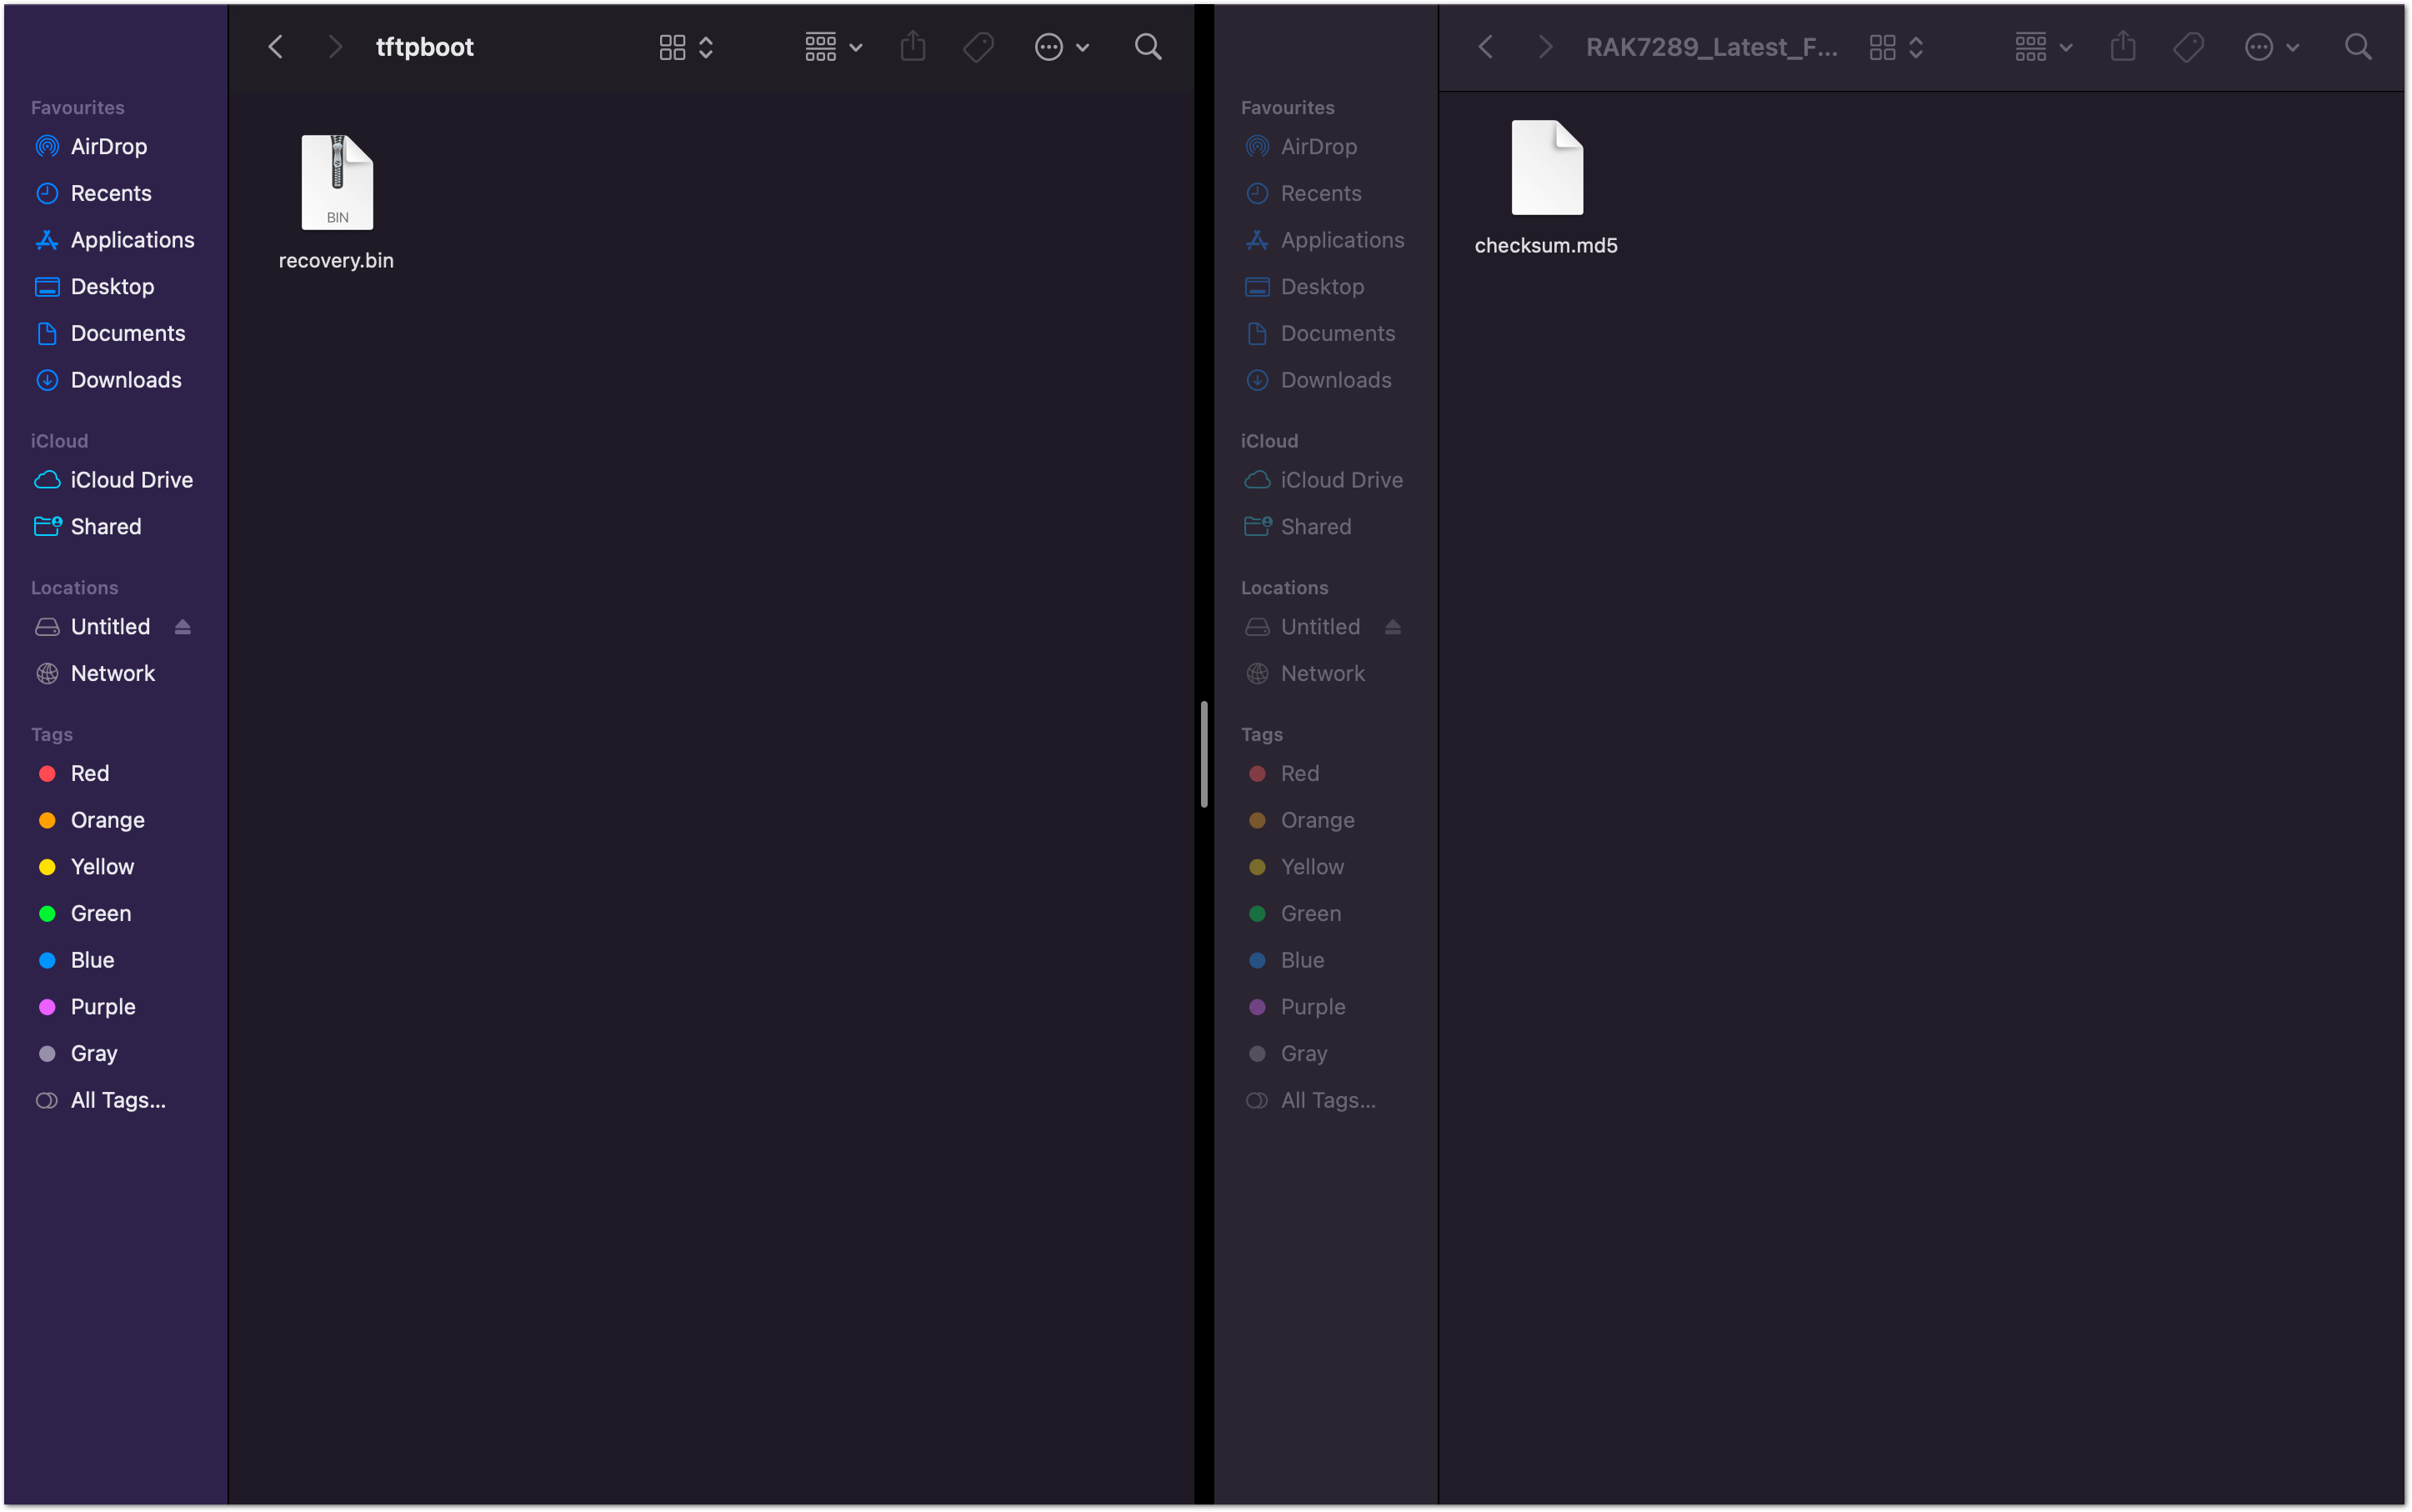 tftpboot
Favourites
AirDrop
Recents
Applications
Desktop
Documents
Downloads
iCloud
iCloud Drive
Shared
Locations
Untitled
Network
Tags
Red
Orange
Yellow
Green
Blue
Purple
Gray
All Tags...
BIN
recovery.bin
RAK7289_Latest_F...
Favourites
AirDrop
Recents
Applications
Desktop
Documents
Downloads
iCloud
iCloud Drive
Shared
Locations
Untitled
Network
Tags
Red
Orange
Yellow
Green
Blue
Purple
Gray
All Tags...
checksum.md5